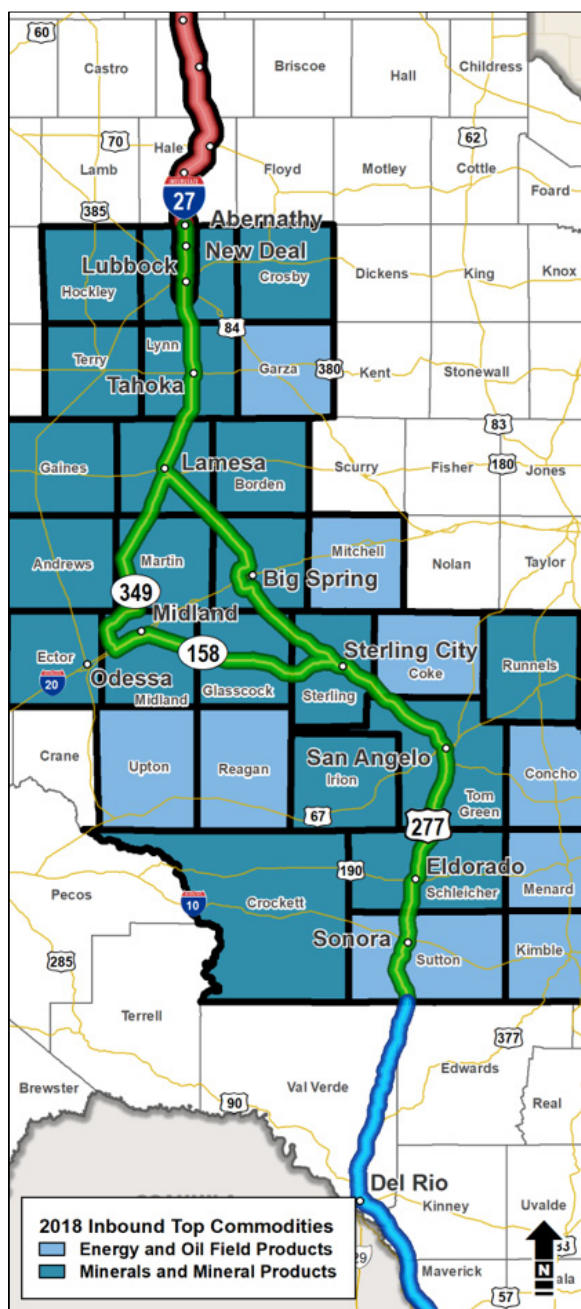 60
Castro
Briscoe
Hall
Childress
70
Hale
62
Lamb
Floyd
Motley
Cottle
Foard
385
27
Abernathy
New Deal
Lubbock
Hockley
Crosby
Dickens
King
Knox
84
Lynn
Terry
Garza
380
Kent
Stonewall
Tahoka
83
Lamesa
180
Gaines
Borden
Scurry
Fisher
Jones
Mitchell
Andrews
Martin
Nolan
Taylor
Big Spring
349
Midland
158
Sterling City
Ector
Odessa
Coke
Runnels
20
Midland
Glasscock
Sterling
Crane
San Angelo
Upton
Reagan
Irion
Concho
Tom
Green
67
277
190
Eldorado
Pecos
Crockett
Schleicher
Menard
10
Sonora
Sutton
Kimble
285
Terrell
377
Edwards
Val Verde
Brewster
90
Real
Del Rio
Kinney
Uvalde
2018 Inbound Top Commodities
Energy and Oil Field Products
Minerals and Mineral Products
29
N
83
Maverick
57